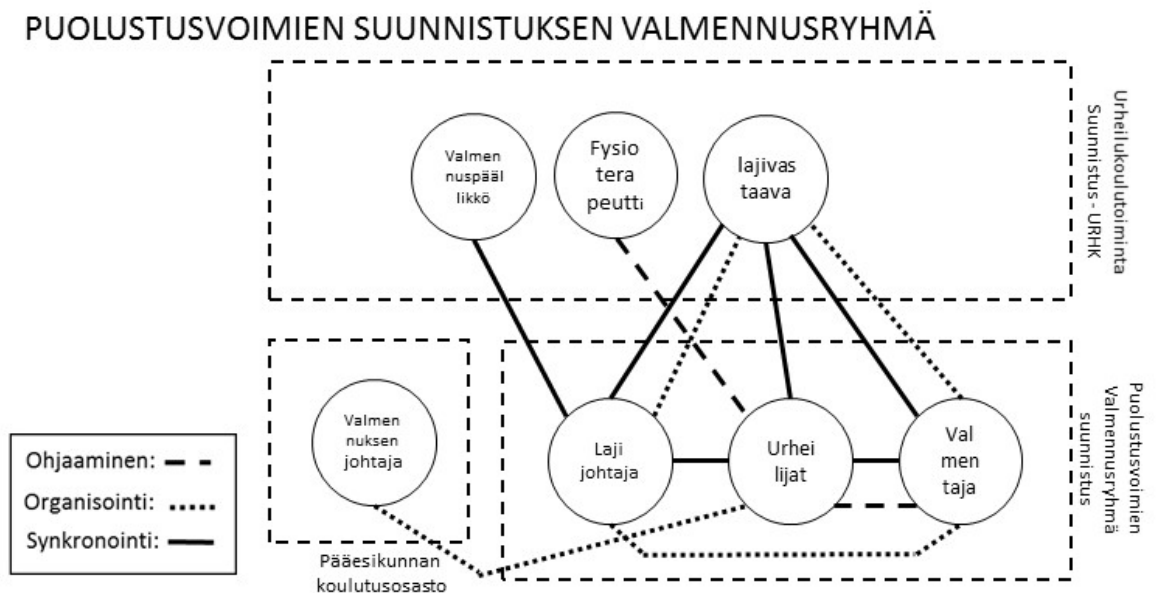 PUOLUSTUSVOIMIEN SUUNNISTUKSEN VALMENNUSRYHMÄ
Valmen
nuspääl
likkö
Fysio
tera
peutti
lajivas
taava
Urheilukoulutoiminta
Suunnistus - URHK
Valmen
nuksen
johtaja
Laji
johtaja
Urhei
lijat
Val
men
taja
Puolustusvoimien
Valmennusryhmä
suunnistus
Ohjaaminen:
Organisointi:
Synkronointi:
Pääesikunnan
koulutusosasto